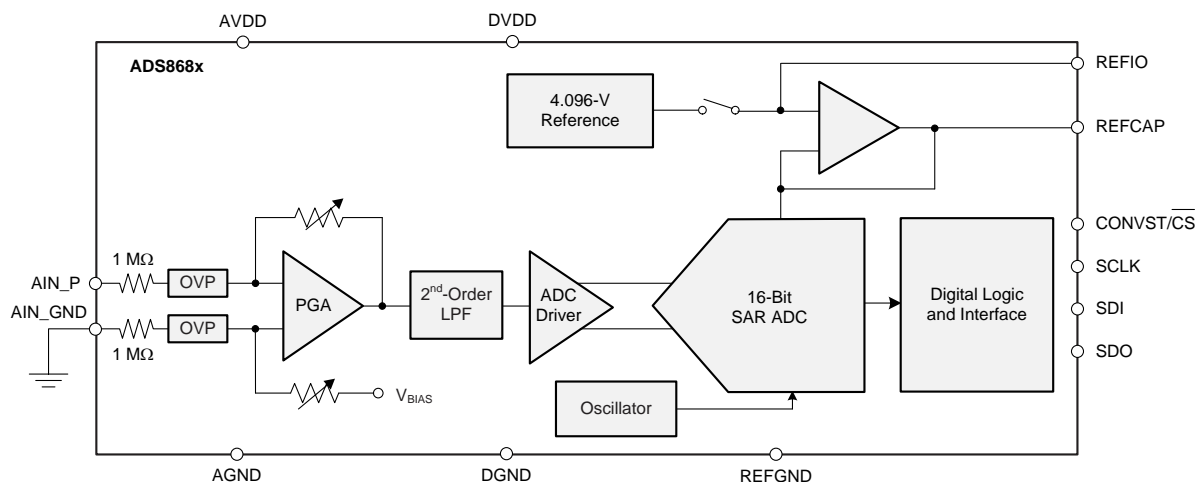 AVDD
DVDD
ADS868x
REFIO
4.096-V
Reference
REFCAP
CONVST/C̅S̅
1 MΩ
SCLK
AIN_P
OVP
PGA
2nd-Order
LPF
ADC
Driver
16-Bit
SAR ADC
Digital Logic
and Interface
AIN_GND
OVP
SDI
1 MΩ
SDO
VBIAS
Oscillator
AGND
DGND
REFGND